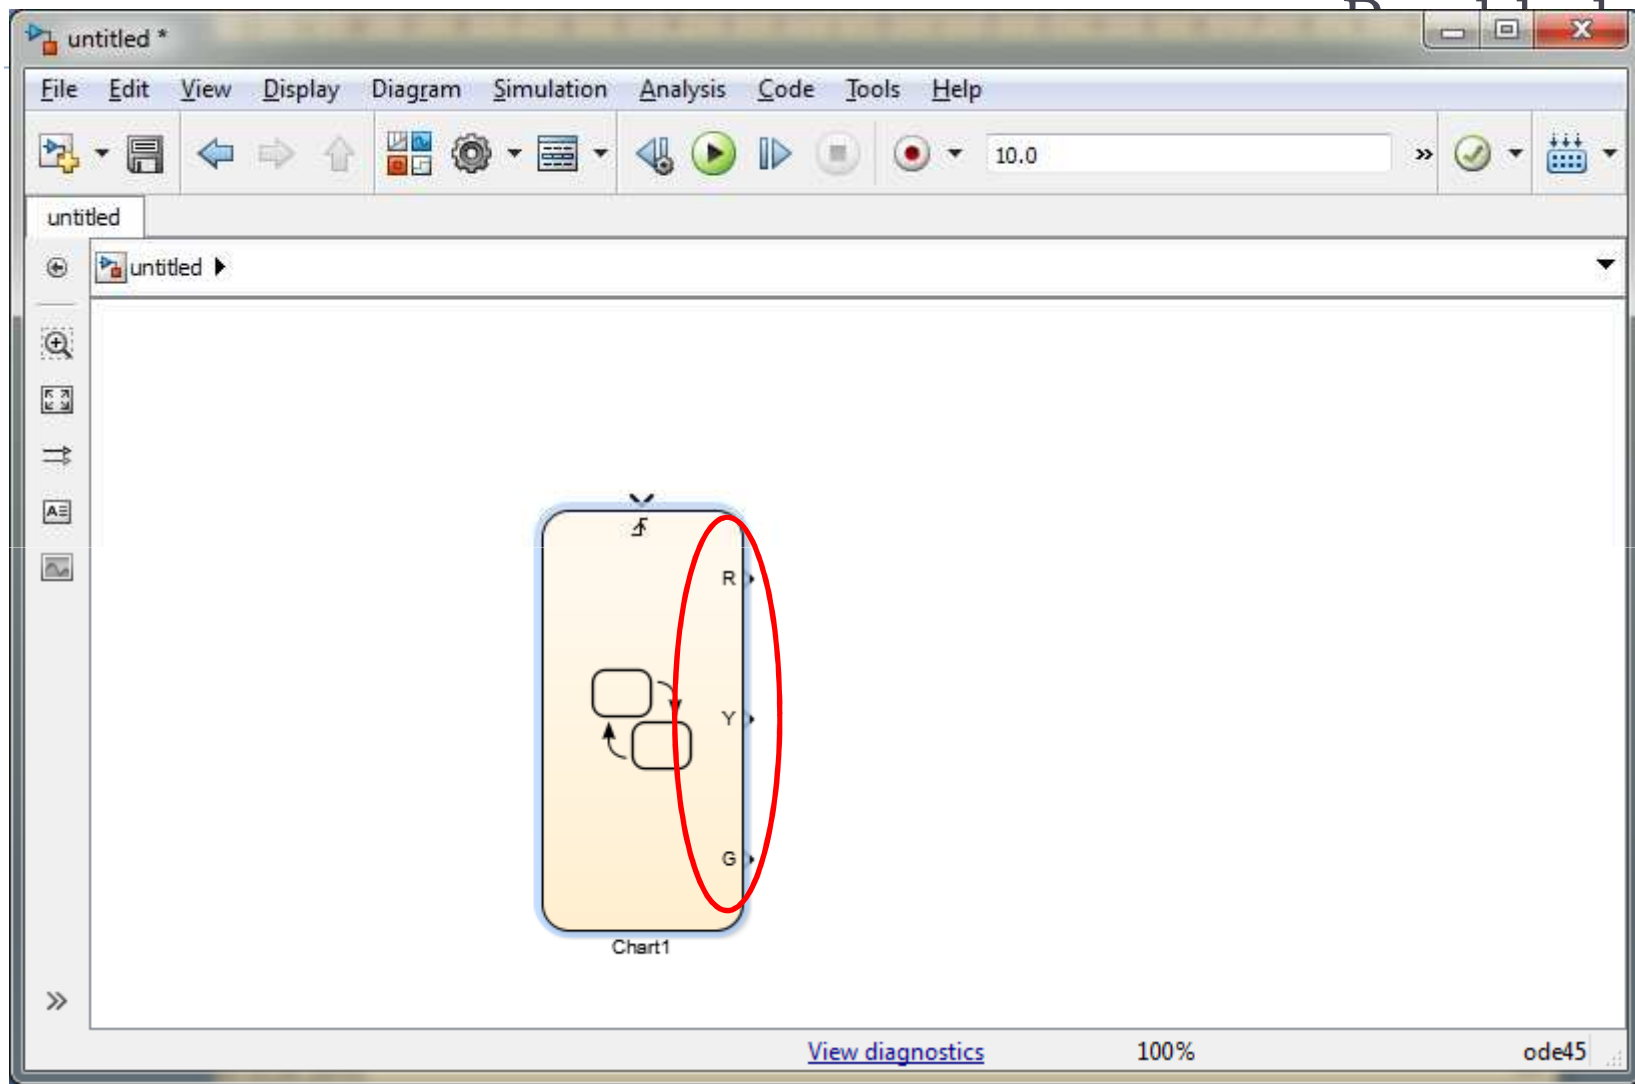 untitled *
File Edit View Display Diagram Simulation Analysis Code Tools Help
10.0 »
untitled
untitled
R
Y
G
Chart1
»
View diagnostics 100% ode45